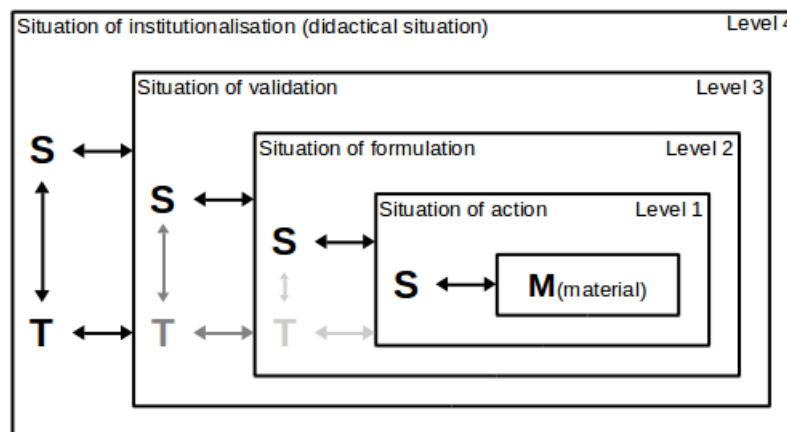 Situation of institutionalisation (didactical situation) Level 4
Situation of validation Level 3
Situation of formulation Level 2
S
Situation of action Level 1
S
S
S M(material)
T T T